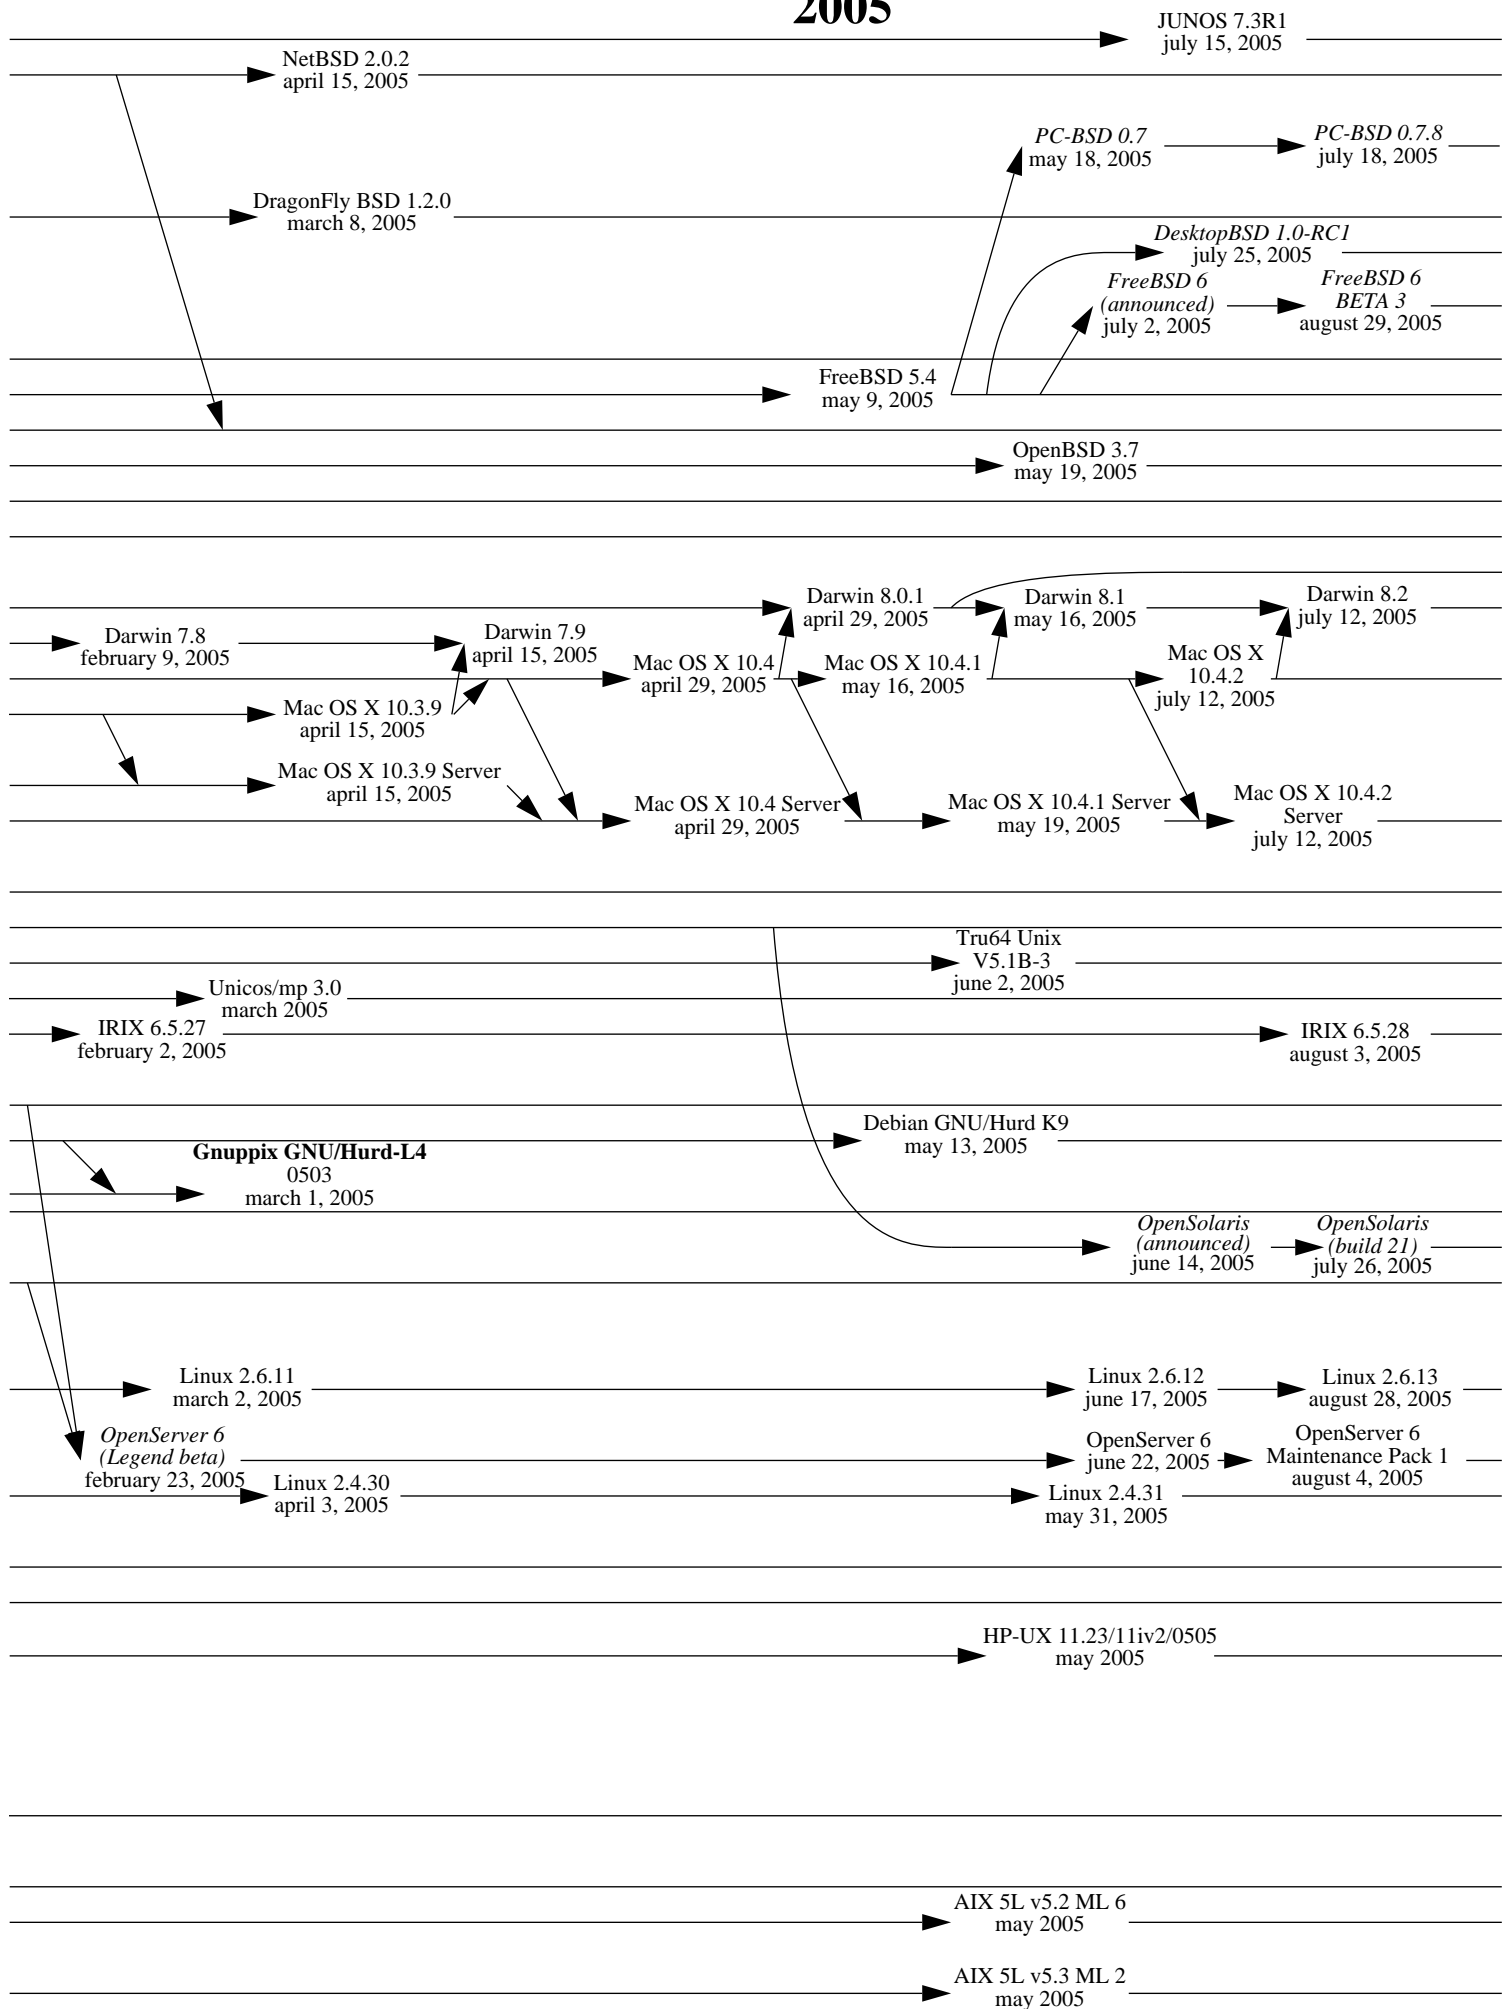 2005
JUNOS 7.3R1
july 15, 2005
NetBSD 2.0.2
april 15, 2005
PC-BSD 0.7
may 18, 2005
PC-BSD 0.7.8
july 18, 2005
DragonFly BSD 1.2.0
march 8, 2005
DesktopBSD 1.0-RC1
july 25, 2005
FreeBSD 6
(announced)
july 2, 2005
FreeBSD 6
BETA 3
august 29, 2005
FreeBSD 5.4
may 9, 2005
OpenBSD 3.7
may 19, 2005
Darwin 8.0.1
april 29, 2005
Darwin 8.1
may 16, 2005
Darwin 8.2
july 12, 2005
Darwin 7.8
february 9, 2005
Darwin 7.9
april 15, 2005
Mac OS X 10.4
april 29, 2005
Mac OS X 10.4.1
may 16, 2005
Mac OS X
10.4.2
july 12, 2005
Mac OS X 10.3.9
april 15, 2005
Mac OS X 10.3.9 Server
april 15, 2005
Mac OS X 10.4 Server
april 29, 2005
Mac OS X 10.4.1 Server
may 19, 2005
Mac OS X 10.4.2
Server
july 12, 2005
Tru64 Unix
V5.1B-3
june 2, 2005
Unicos/mp 3.0
march 2005
IRIX 6.5.27
february 2, 2005
IRIX 6.5.28
august 3, 2005
Debian GNU/Hurd K9
may 13, 2005
Gnuppix GNU/Hurd-L4
0503
march 1, 2005
OpenSolaris
(announced)
june 14, 2005
OpenSolaris
(build 21)
july 26, 2005
Linux 2.6.11
march 2, 2005
Linux 2.6.12
june 17, 2005
Linux 2.6.13
august 28, 2005
OpenServer 6
(Legend beta)
february 23, 2005
OpenServer 6
june 22, 2005
OpenServer 6
Maintenance Pack 1
august 4, 2005
Linux 2.4.30
april 3, 2005
Linux 2.4.31
may 31, 2005
HP-UX 11.23/11iv2/0505
may 2005
AIX 5L v5.2 ML 6
may 2005
AIX 5L v5.3 ML 2
may 2005